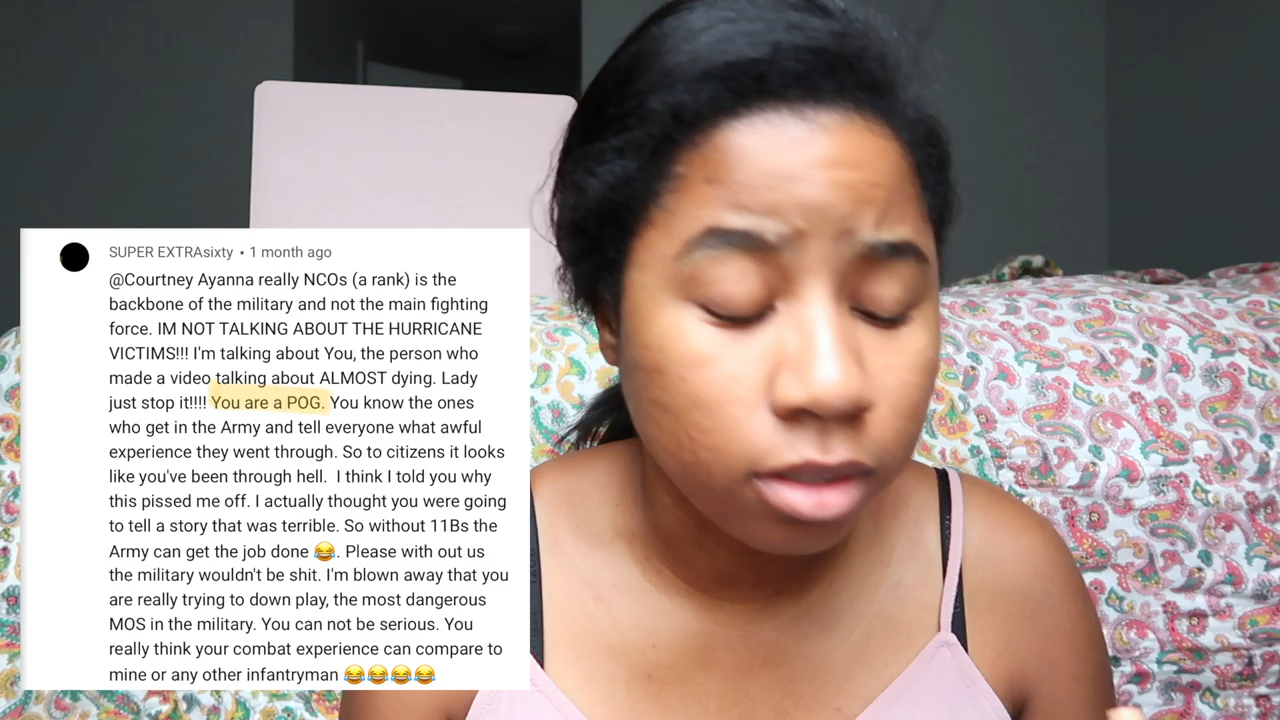 SUPER EXTRAsixty • 1 month ago
@Courtney Ayanna really NCOs (a rank) is the
backbone of the military and not the main fighting
force. IM NOT TALKING ABOUT THE HURRICANE
VICTIMS!!! I'm talking about You, the person who
made a video talking about ALMOST dying. Lady
just stop it!!!! You are a POG. You know the ones
who get in the Army and tell everyone what awful
experience they went through. So to citizens it looks
like you've been through hell.  I think I told you why
this pissed me off. I actually thought you were going
to tell a story that was terrible. So without 11Bs the
Army can get the job done 😂. Please with out us
the military wouldn't be shit. I'm blown away that you
are really trying to down play, the most dangerous
MOS in the military. You can not be serious. You
really think your combat experience can compare to
mine or any other infantryman 😂😂😂😂